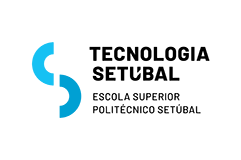 TECNOLOGIA
SETÚBAL
ESCOLA SUPERIOR
POLITÉCNICO SETÚBAL